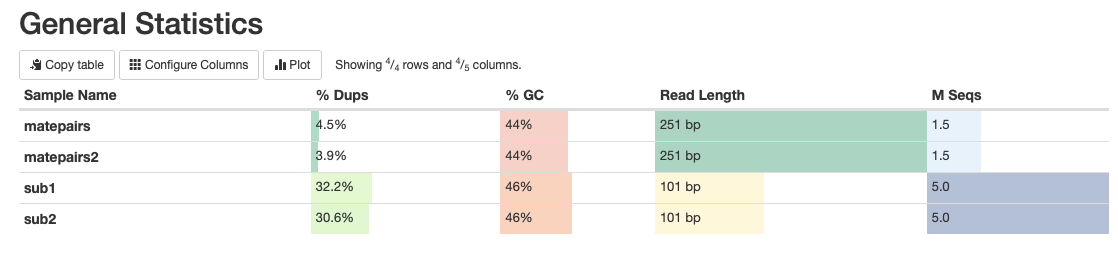 General Statistics
Copy table Configure Columns Plot Showing 4/4 rows and 4/5 columns.
Sample Name % Dups % GC Read Length M Seqs
matepairs 4.5% 44% 251 bp 1.5
matepairs2 3.9% 44% 251 bp 1.5
sub1 32.2% 46% 101 bp 5.0
sub2 30.6% 46% 101 bp 5.0